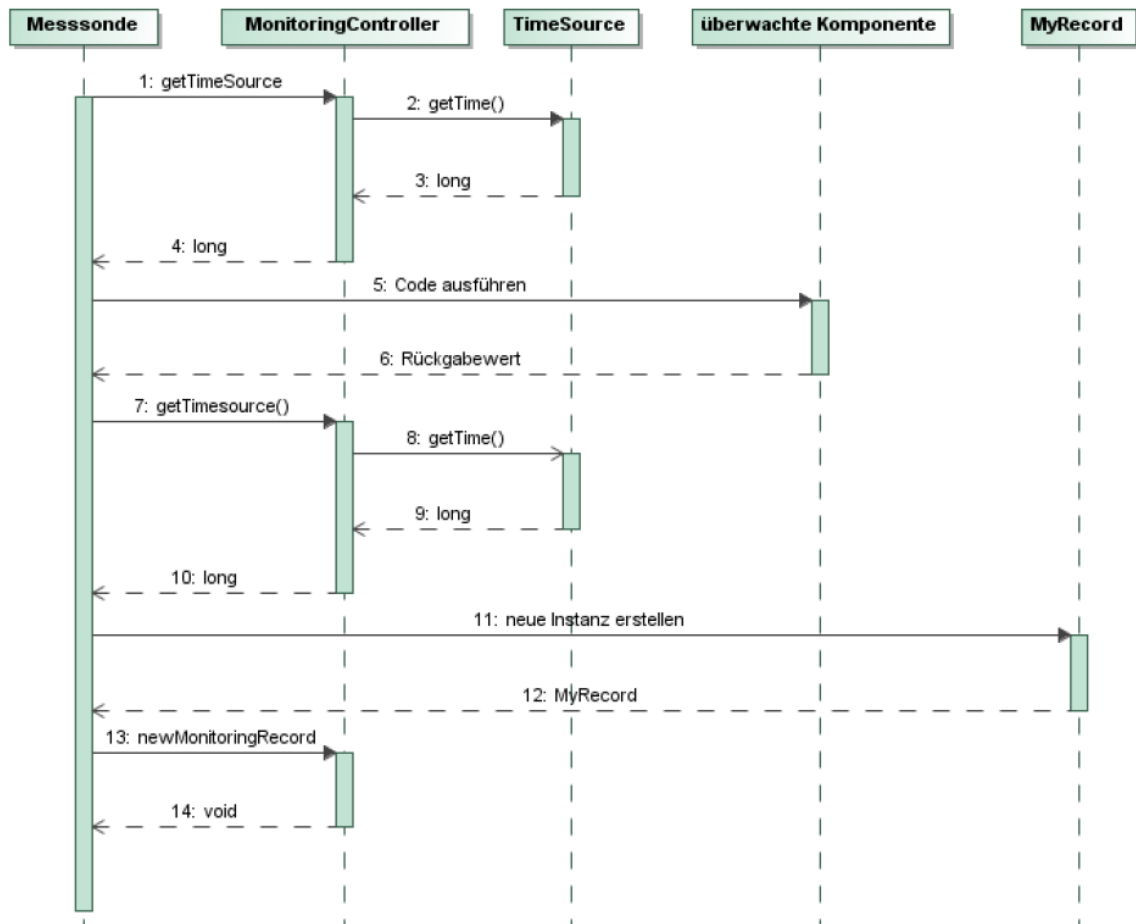 Messsonde
MonitoringController
TimeSource
überwachte Komponente
MyRecord
1: getTimeSource
2: getTime()
3: long
4: long
5: Code ausführen
6: Rückgabewert
7: getTimesource()
8: getTime()
9: long
10: long
11: neue Instanz erstellen
12: MyRecord
13: newMonitoringRecord
14: void